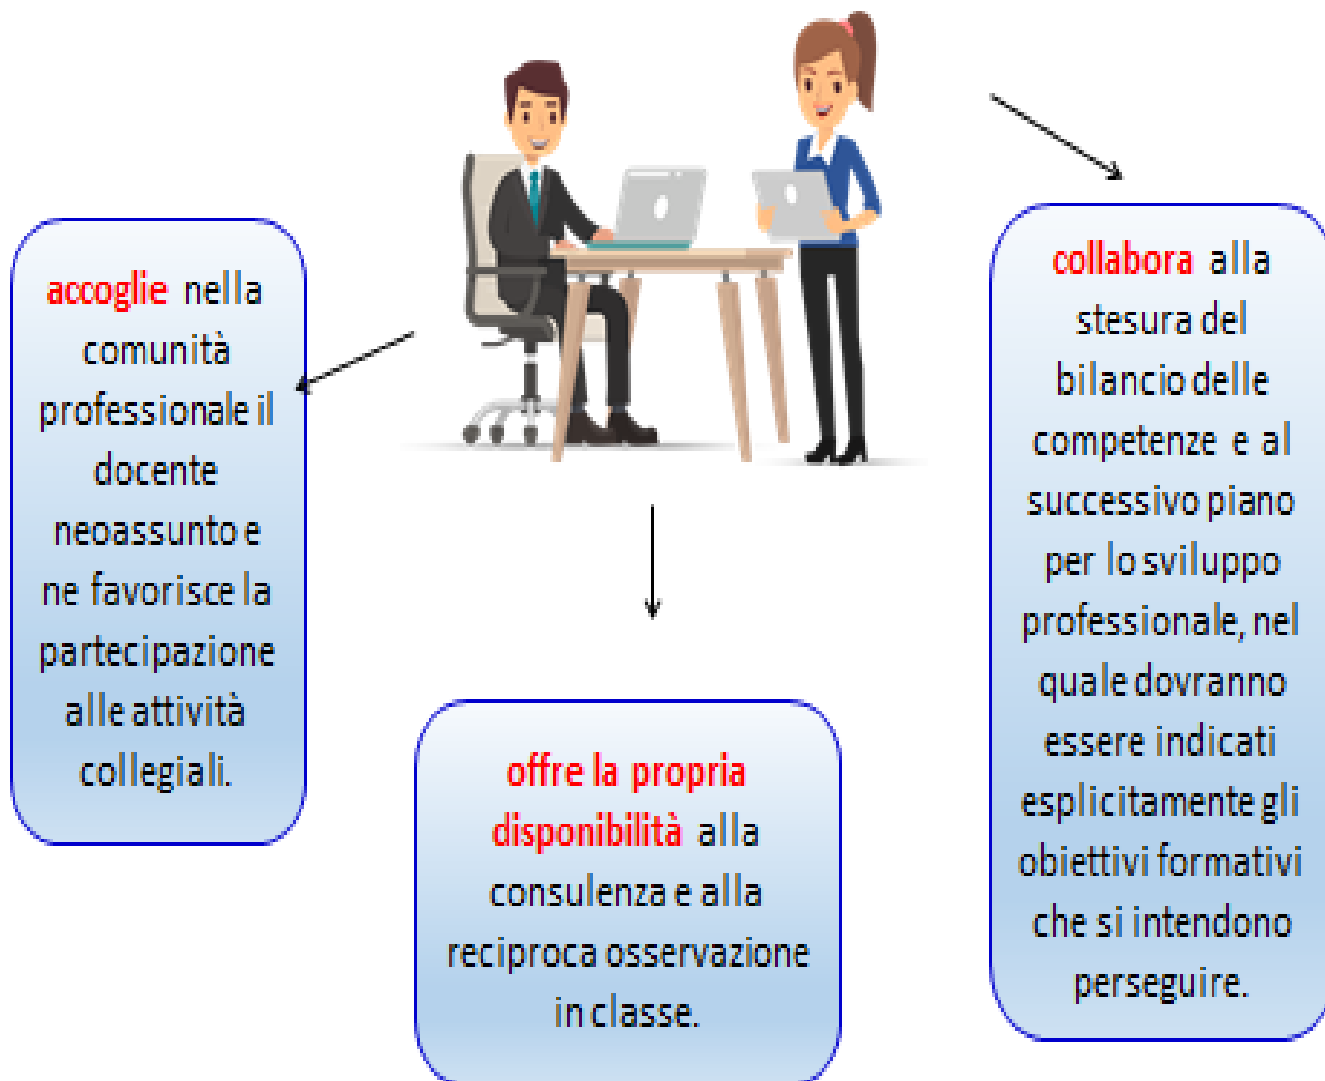 accoglie nella
comunità
professionale il
docente
neoassunto e
ne favorisce la
partecipazione
alle attività
collegiali.
offre la propria
disponibilità alla
consulenza e alla
reciproca osservazione
in classe.
collabora alla
stesura del
bilancio delle
competenze e al
successivo piano
per lo sviluppo
professionale, nel
quale dovranno
essere indicati
esplicitamente gli
obiettivi formativi
che si intendono
perseguire.